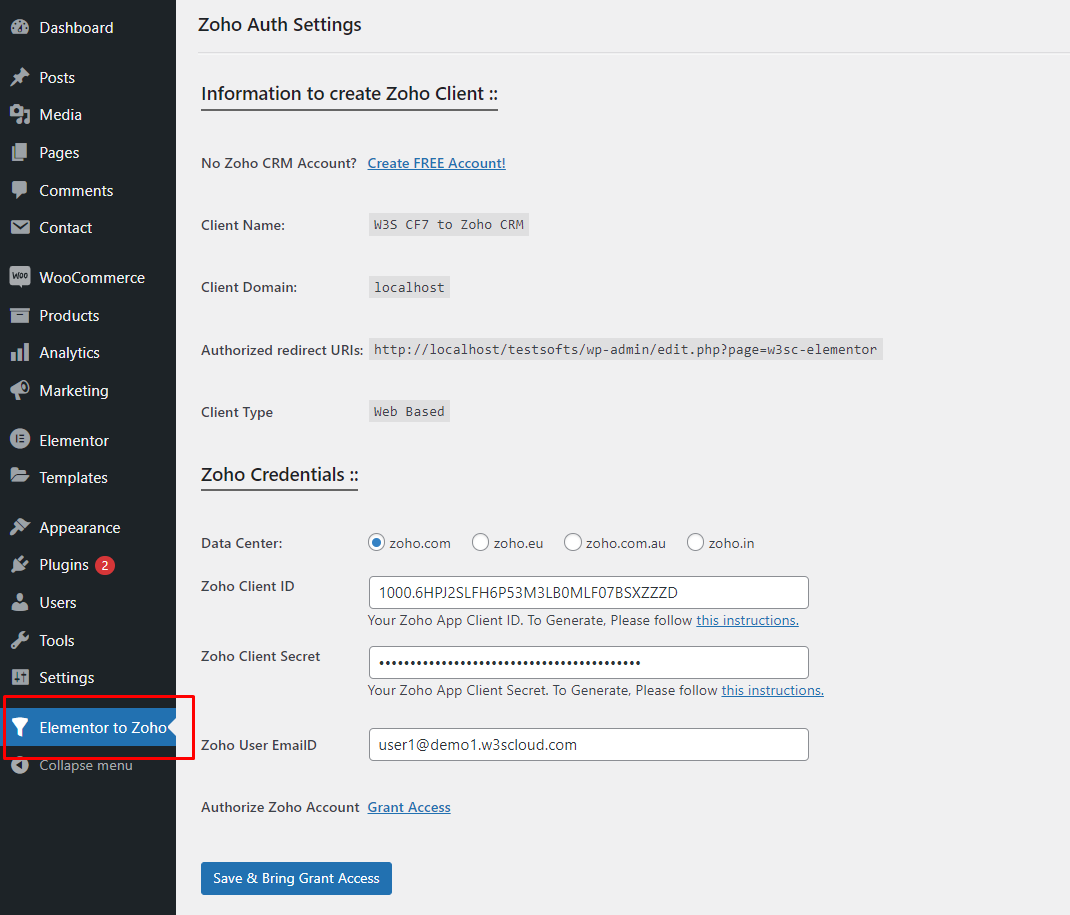 Dashboard
Posts
Media
Pages
Comments
Contact
Woo WooCommerce
Products
Analytics
Marketing
Elementor
Templates
Appearance
Plugins 2
Users
Tools
Settings
Elementor to Zoho
Collapse menu
Zoho Auth Settings
Information to create Zoho Client ::
No Zoho CRM Account? Create FREE Account!
Client Name: W3S CF7 to Zoho CRM
Client Domain: localhost
Authorized redirect URIs: http://localhost/testsofts/wp-admin/edit.php?page=w3sc-elementor
Client Type Web Based
Zoho Credentials ::
Data Center: zoho.com zoho.eu zoho.com.au zoho.in
Zoho Client ID 1000.6HPJ2SLFH6P53M3LB0MLF07BSXZZZD
Your Zoho App Client ID. To Generate, Please follow this instructions.
Zoho Client Secret ••••••••••••••••••••••••••••••••••••••••••
Your Zoho App Client Secret. To Generate, Please follow this instructions.
Zoho User EmailID user1@demo1.w3scloud.com
Authorize Zoho Account Grant Access
Save & Bring Grant Access